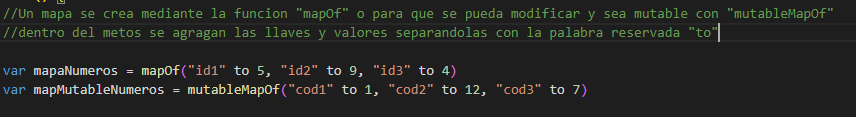 //Un mapa se crea mediante la funcion "mapOf" o para que se pueda modificar y sea mutable con "mutableMapOf"
//dentro del metos se agragan las llaves y valores separandolas con la palabra reservada "to"
var mapaNumeros = mapOf("id1" to 5, "id2" to 9, "id3" to 4)
var mapMutableNumeros = mutableMapOf("cod1" to 1, "cod2" to 12, "cod3" to 7)